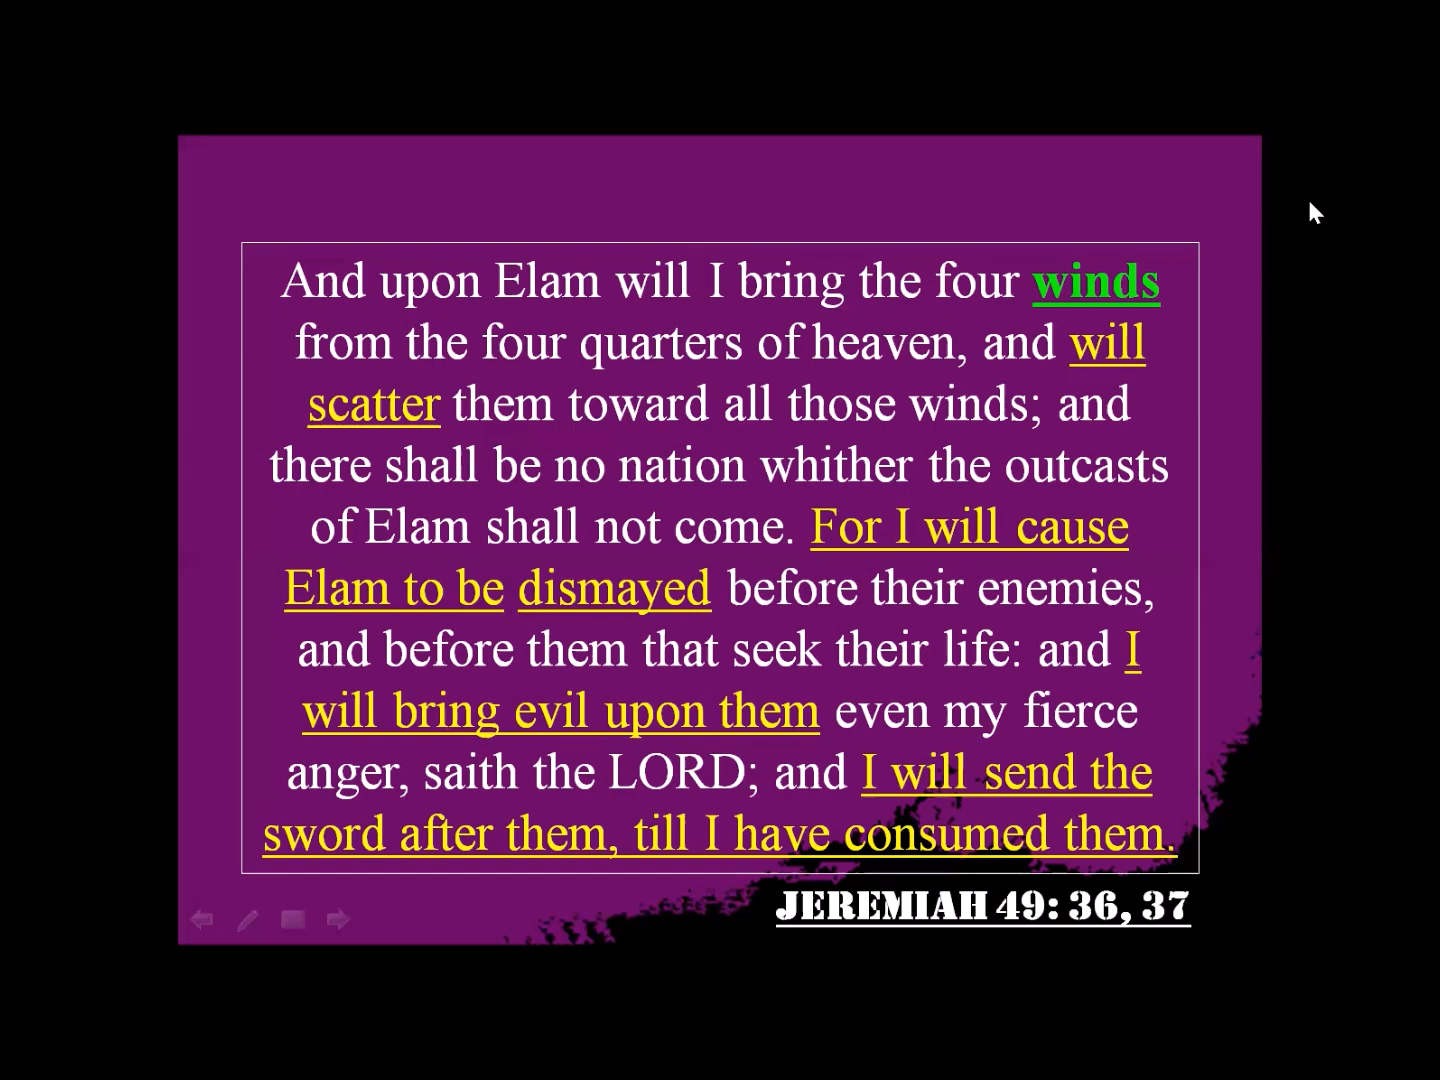 And upon Elam will I bring the four winds
from the four quarters of heaven, and will
scatter them toward all those winds; and
there shall be no nation whither the outcasts
of Elam shall not come. For I will cause
Elam to be dismayed before their enemies,
and before them that seek their life: and I
will bring evil upon them even my fierce
anger, saith the LORD; and I will send the
sword after them, till I have consumed them.
JEREMIAH 49: 36, 37